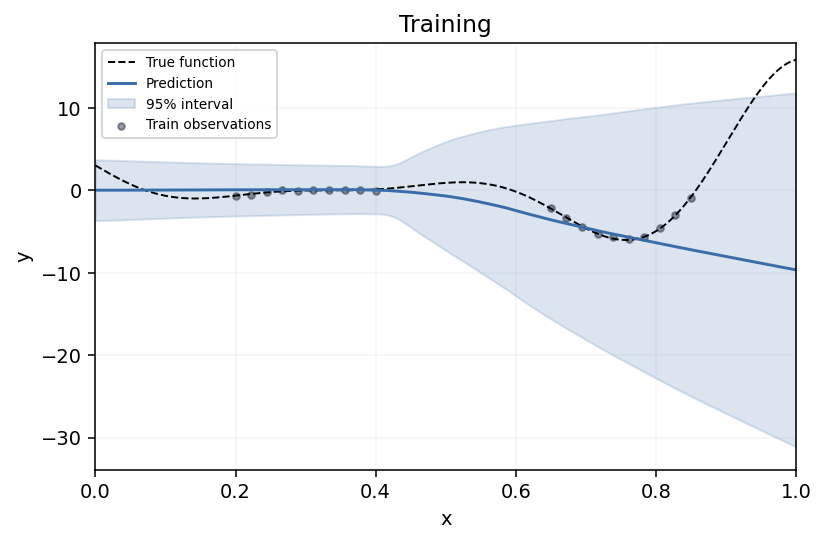 Training
True function
Prediction
95% interval
Train observations
10
0
−10
−20
−30
y
0.0 0.2 0.4 0.6 0.8 1.0
x